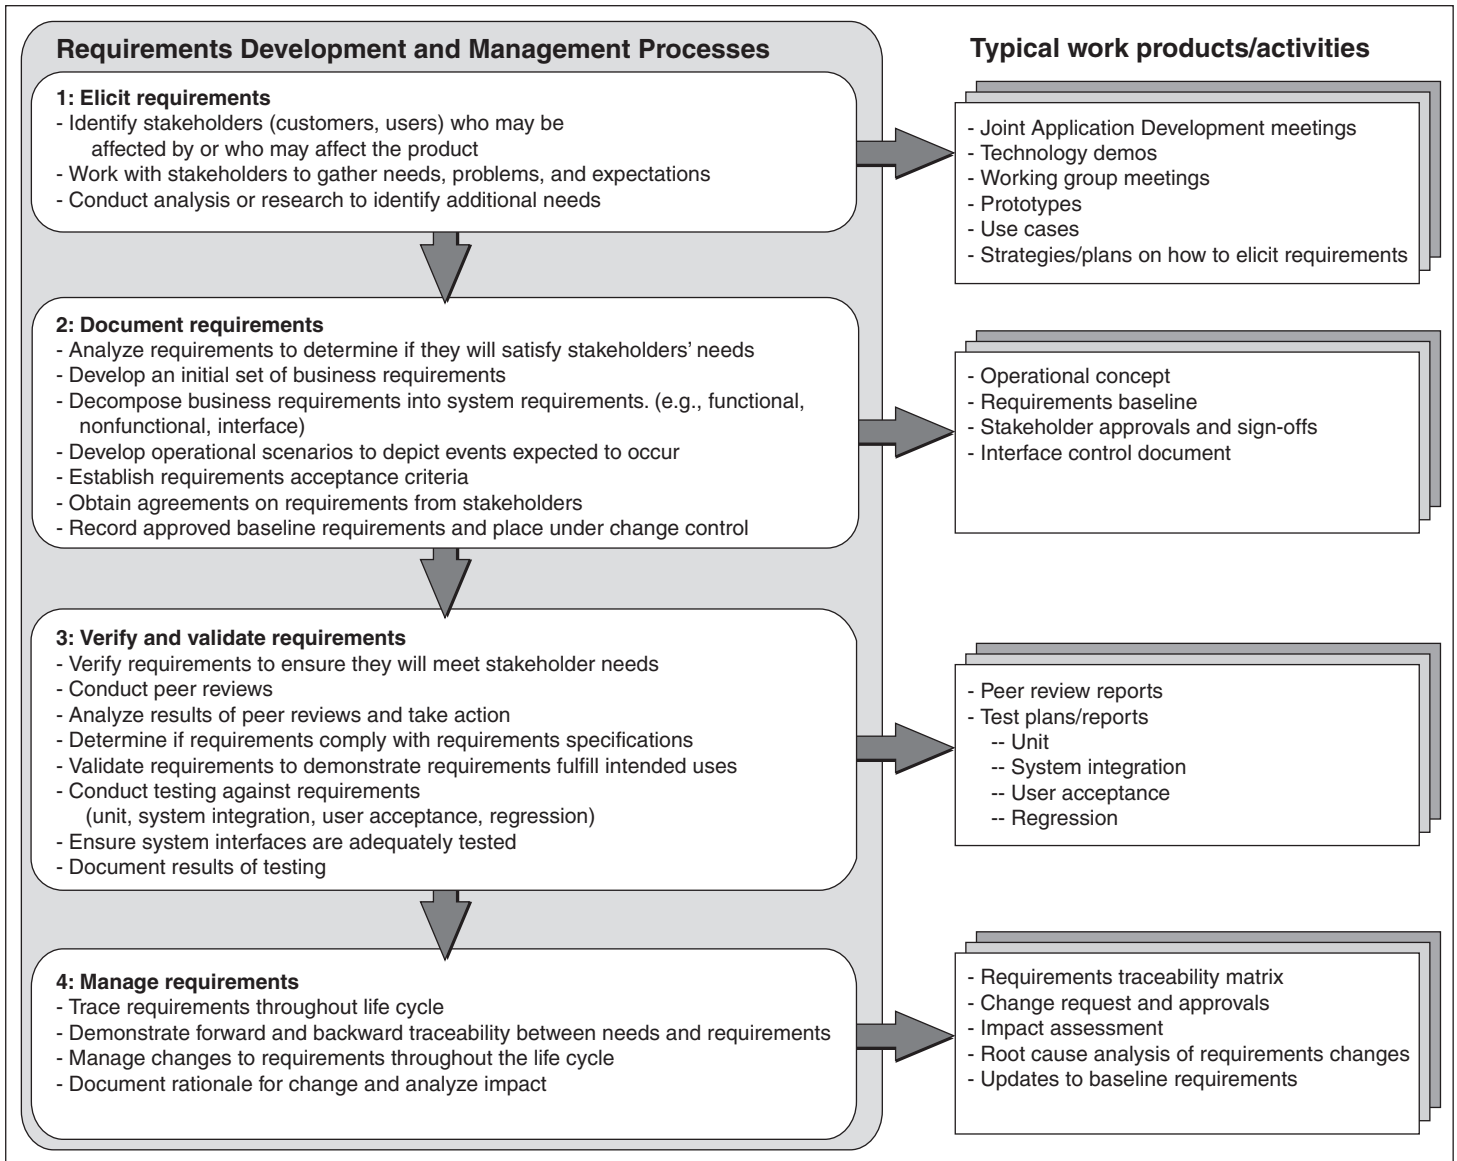 Requirements Development and Management Processes
Typical work products/activities
1: Elicit requirements
- Identify stakeholders (customers, users) who may be
affected by or who may affect the product
- Work with stakeholders to gather needs, problems, and expectations
- Conduct analysis or research to identify additional needs
- Joint Application Development meetings
- Technology demos
- Working group meetings
- Prototypes
- Use cases
- Strategies/plans on how to elicit requirements
2: Document requirements
- Analyze requirements to determine if they will satisfy stakeholders' needs
- Develop an initial set of business requirements
- Decompose business requirements into system requirements. (e.g., functional,
nonfunctional, interface)
- Develop operational scenarios to depict events expected to occur
- Establish requirements acceptance criteria
- Obtain agreements on requirements from stakeholders
- Record approved baseline requirements and place under change control
- Operational concept
- Requirements baseline
- Stakeholder approvals and sign-offs
- Interface control document
3: Verify and validate requirements
- Verify requirements to ensure they will meet stakeholder needs
- Conduct peer reviews
- Analyze results of peer reviews and take action
- Determine if requirements comply with requirements specifications
- Validate requirements to demonstrate requirements fulfill intended uses
- Conduct testing against requirements
(unit, system integration, user acceptance, regression)
- Ensure system interfaces are adequately tested
- Document results of testing
- Peer review reports
- Test plans/reports
-- Unit
-- System integration
-- User acceptance
-- Regression
4: Manage requirements
- Trace requirements throughout life cycle
- Demonstrate forward and backward traceability between needs and requirements
- Manage changes to requirements throughout the life cycle
- Document rationale for change and analyze impact
- Requirements traceability matrix
- Change request and approvals
- Impact assessment
- Root cause analysis of requirements changes
- Updates to baseline requirements